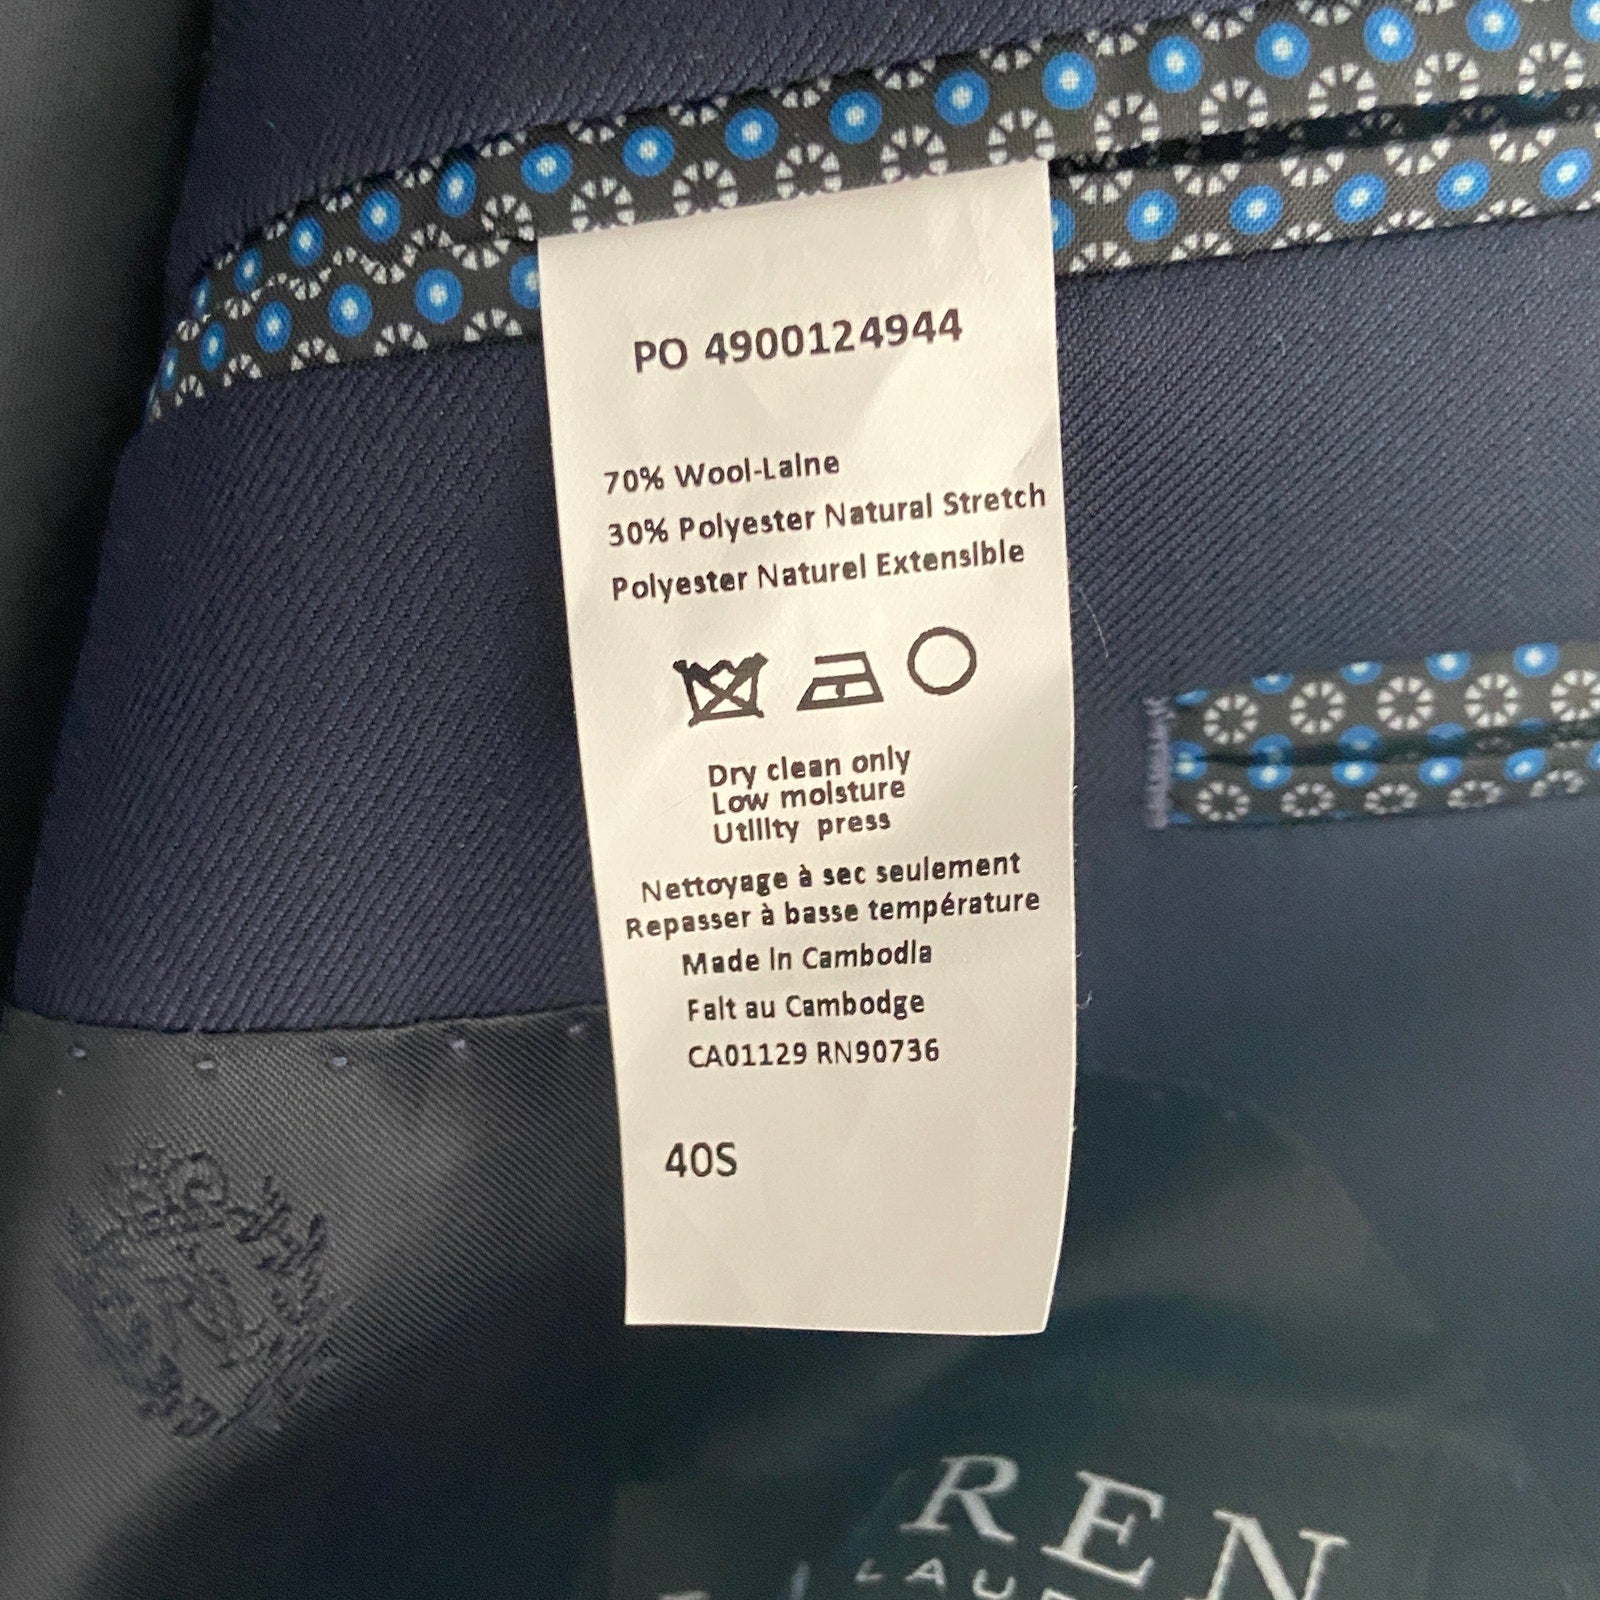 PO 4900124944
70% Wool-Laine
30% Polyester Natural Stretch
Polyester Naturel Extensible
Dry clean only
Low moisture
Utility press
Nettoyage à sec seulement
Repasser à basse température
Made in Cambodia
Fait au Cambodge
CA01129 RN90736
40S
REN
LAU